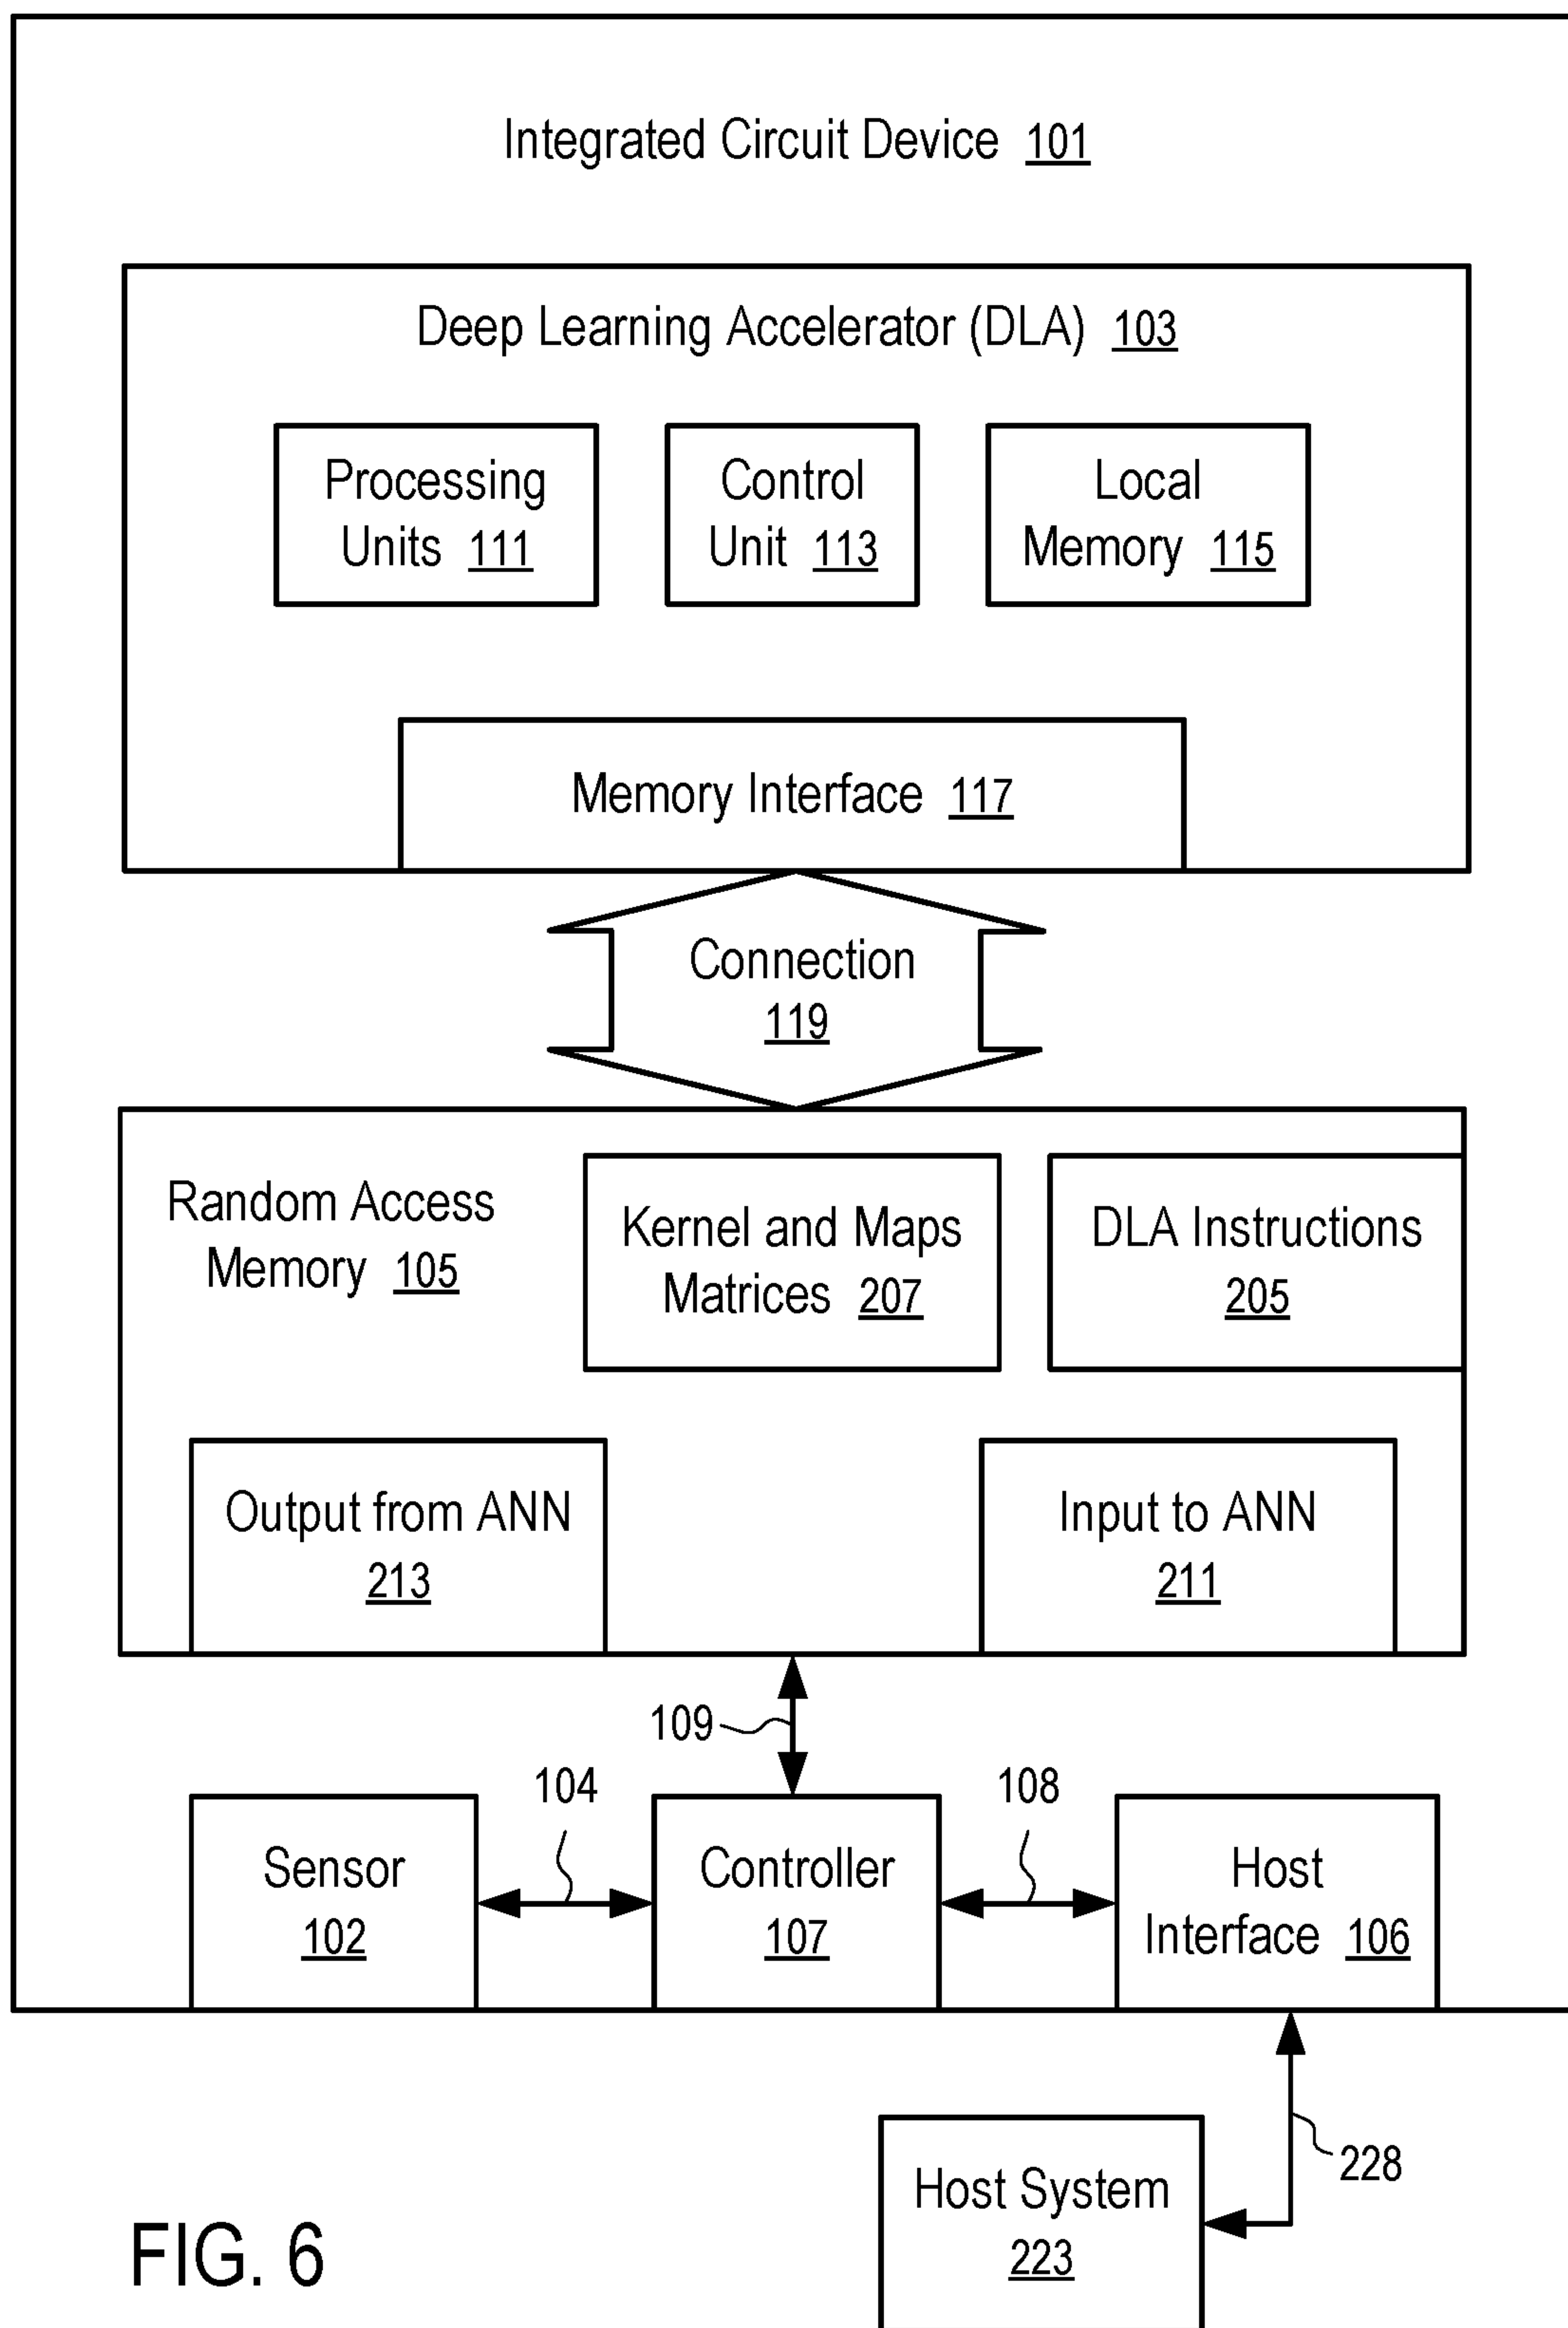 Integrated Circuit Device 101
Deep Learning Accelerator (DLA) 103
Processing
Units 111
Control
Unit 113
Local
Memory 115
Memory Interface 117
Connection
119
Random Access
Memory 105
Kernel and Maps
Matrices 207
DLA Instructions
205
Output from ANN
213
Input to ANN
211
109
104
108
Sensor
102
Controller
107
Host
Interface 106
228
Host System
223
FIG. 6